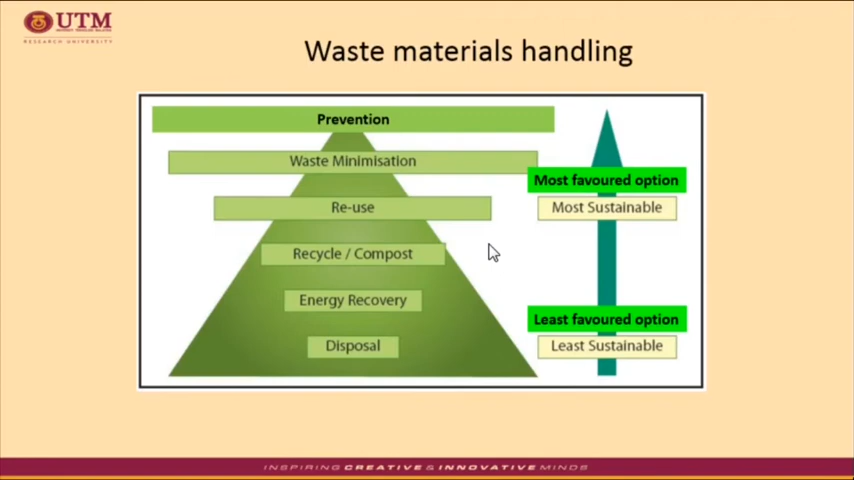 UTM
RESEARCH UNIVERSITY
Waste materials handling
Prevention
Waste Minimisation
Re-use
Recycle / Compost
Energy Recovery
Disposal
Most favoured option
Most Sustainable
Least favoured option
Least Sustainable
INSPIRING CREATIVE & INNOVATIVE MINDS